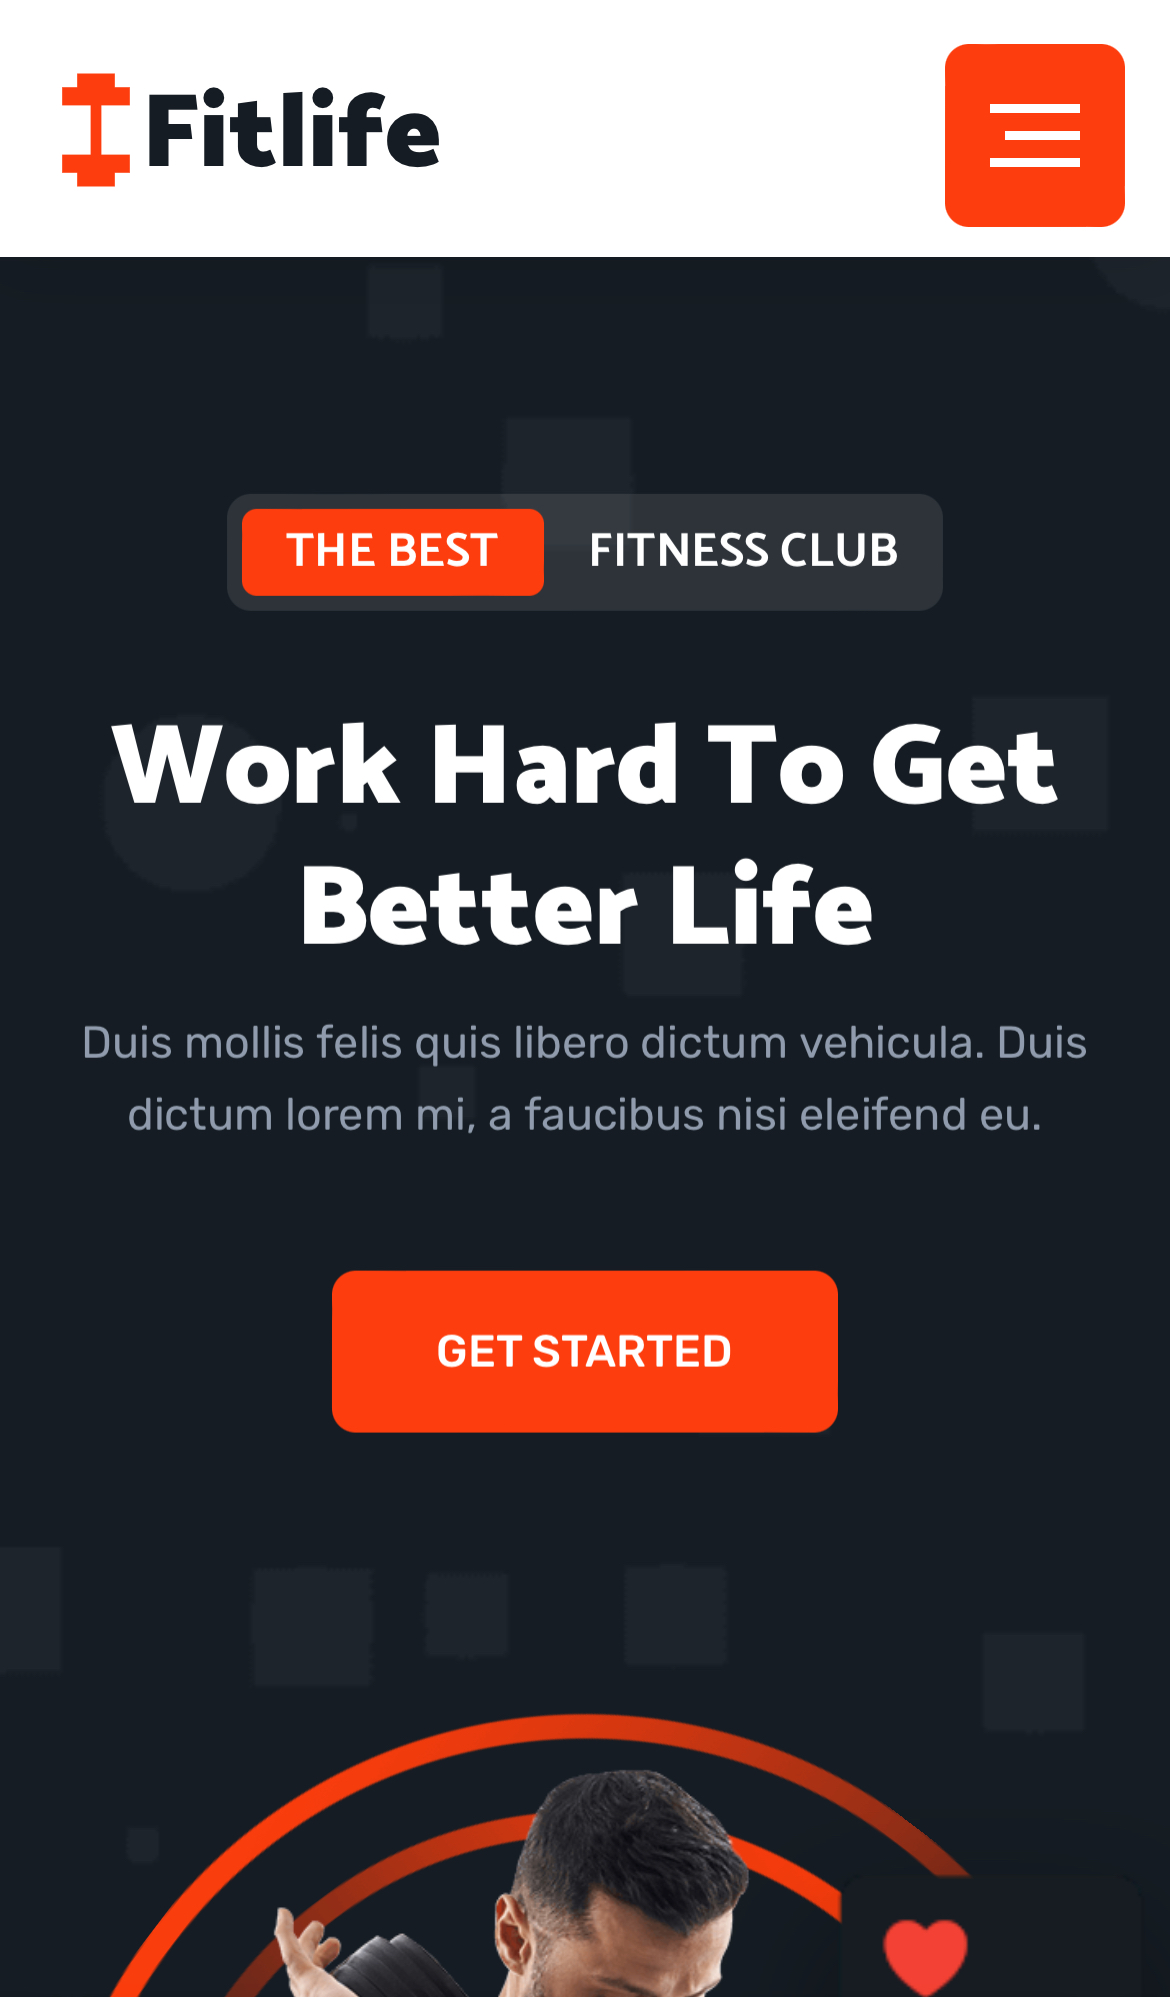 Fitlife
THE BEST FITNESS CLUB
Work Hard To Get
Better Life
Duis mollis felis quis libero dictum vehicula. Duis
dictum lorem mi, a faucibus nisi eleifend eu.
GET STARTED